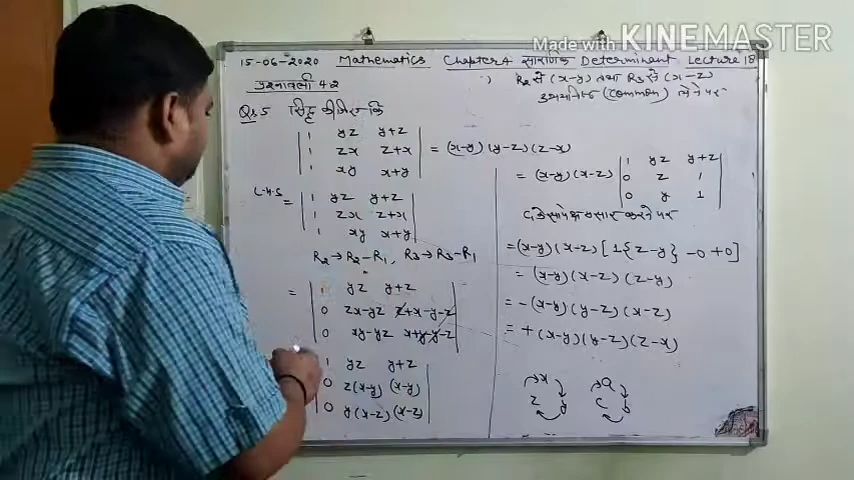 Made with KINEMASTER
15-06-2020 Mathematics Chapter 4 सारणिक Determinant Lecture 18
प्रश्नावली 4.2
Qs.5 सिद्ध कीजिए कि
| 1 yz y+z |
| 1 zx z+x | = (x-y)(y-z)(z-x)
| 1 xy x+y |
L.H.S = | 1 yz y+z |
| 1 zx z+x |
| 1 xy x+y |
R2 → R2-R1, R3 → R3-R1
= | 1 yz y+z |
| 0 zx-yz z+x-y-z |
| 0 xy-yz x+y-y-z |
| 1 yz y+z |
| 0 z(x-y) (x-y) |
| 0 y(x-z) (x-z) |
R2 से (x-y) तथा R3 से (x-z)
(common) लेने पर
= (x-y)(x-z) | 1 yz y+z |
| 0 z 1 |
| 0 y 1 |
के सापेक्ष प्रसार करने पर
= (x-y)(x-z) [1{z-y} -0+0]
= (x-y)(x-z)(z-y)
= -(x-y)(y-z)(x-z)
= +(x-y)(y-z)(z-x)
x a
z y c b